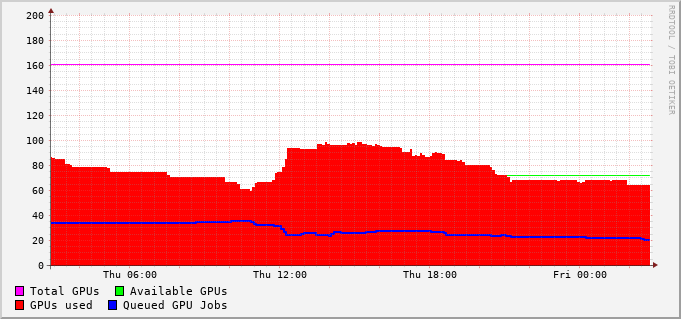 200
180
160
140
120
100
80
60
40
20
0
Thu 06:00 Thu 12:00 Thu 18:00 Fri 00:00
Total GPUs Available GPUs
GPUs used Queued GPU Jobs
RRDTOOL / TOBI OETIKER